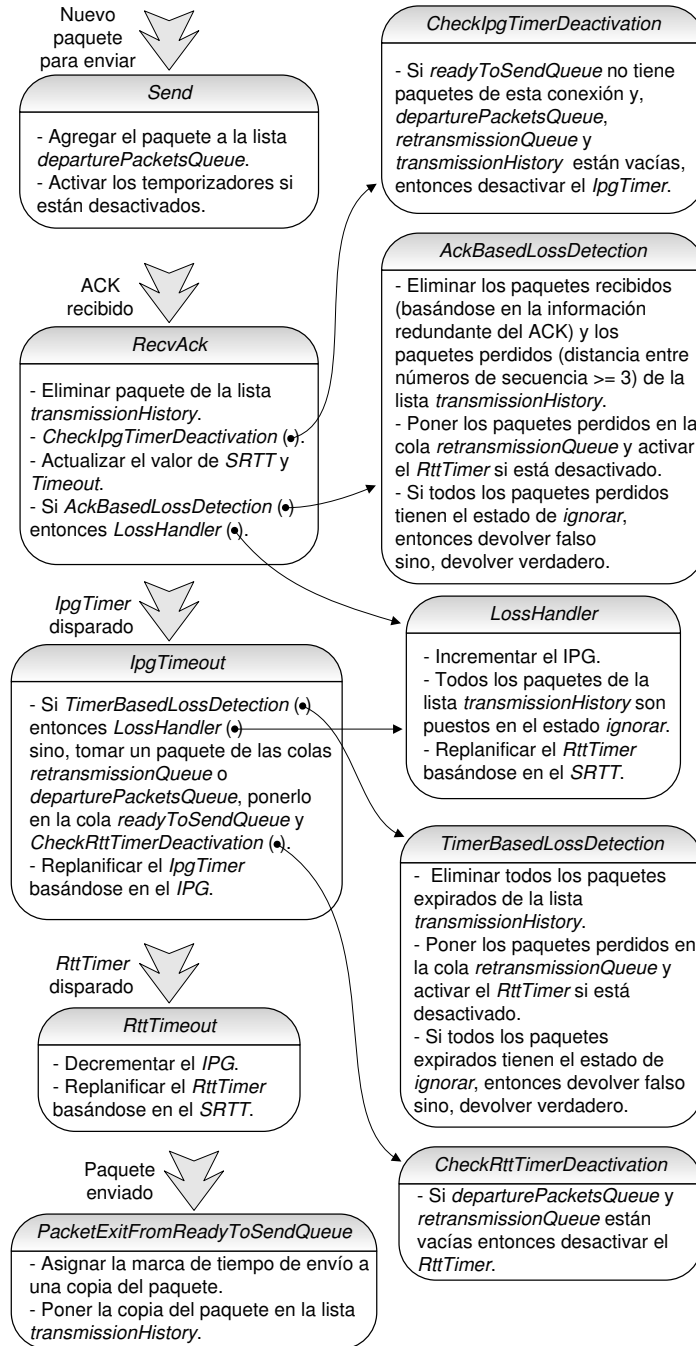 Nuevo
paquete
para enviar
Send
- Agregar el paquete a la lista
departurePacketsQueue.
- Activar los temporizadores si
están desactivados.
ACK
recibido
RecvAck
- Eliminar paquete de la lista
transmissionHistory.
- CheckIpgTimerDeactivation ( ).
- Actualizar el valor de SRTT y
Timeout.
- Si AckBasedLossDetection ( )
entonces LossHandler ( ).
IpgTimer
disparado
IpgTimeout
- Si TimerBasedLossDetection ( )
entonces LossHandler ( )
sino, tomar un paquete de las colas
retransmissionQueue o
departurePacketsQueue, ponerlo
en la cola readyToSendQueue y
CheckRttTimerDeactivation ( ).
- Replanificar el IpgTimer
basándose en el IPG.
RttTimer
disparado
RttTimeout
- Decrementar el IPG.
- Replanificar el RttTimer
basándose en el SRTT.
Paquete
enviado
PacketExitFromReadyToSendQueue
- Asignar la marca de tiempo de envío a
una copia del paquete.
- Poner la copia del paquete en la lista
transmissionHistory.
CheckIpgTimerDeactivation
- Si readyToSendQueue no tiene
paquetes de esta conexión y,
departurePacketsQueue,
retransmissionQueue y
transmissionHistory están vacías,
entonces desactivar el IpgTimer.
AckBasedLossDetection
- Eliminar los paquetes recibidos
(basándose en la información
redundante del ACK) y los
paquetes perdidos (distancia entre
números de secuencia >= 3) de la
lista transmissionHistory.
- Poner los paquetes perdidos en la
cola retransmissionQueue y activar
el RttTimer si está desactivado.
- Si todos los paquetes perdidos
tienen el estado de ignorar,
entonces devolver falso
sino, devolver verdadero.
LossHandler
- Incrementar el IPG.
- Todos los paquetes de la
lista transmissionHistory son
puestos en el estado ignorar.
- Replanificar el RttTimer
basándose en el SRTT.
TimerBasedLossDetection
- Eliminar todos los paquetes
expirados de la lista
transmissionHistory.
- Poner los paquetes perdidos en
la cola retransmissionQueue y
activar el RttTimer si está
desactivado.
- Si todos los paquetes
expirados tienen el estado de
ignorar, entonces devolver falso
sino, devolver verdadero.
CheckRttTimerDeactivation
- Si departurePacketsQueue y
retransmissionQueue están
vacías entonces desactivar el
RttTimer.